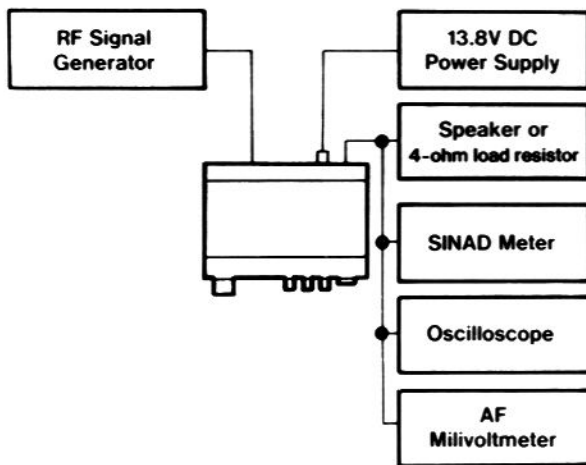 RF Signal
Generator
13.8V DC
Power Supply
Speaker or
4-ohm load resistor
SINAD Meter
Oscilloscope
AF
Milivoltmeter